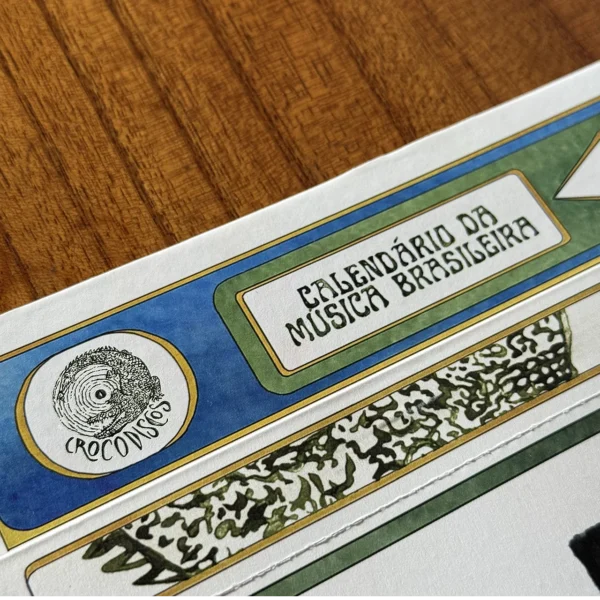 CALENDÁRIO DA
MÚSICA BRASILEIRA
CROCODISCOS